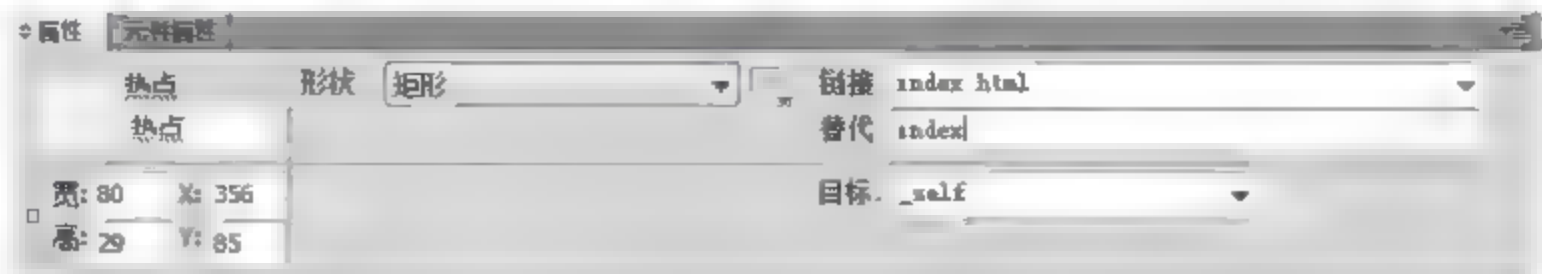 属性 元件属性
热点 形状 矩形 链接 index html
热点 替代 index
宽: 80 X: 356 目标. _self
高: 29 Y: 85